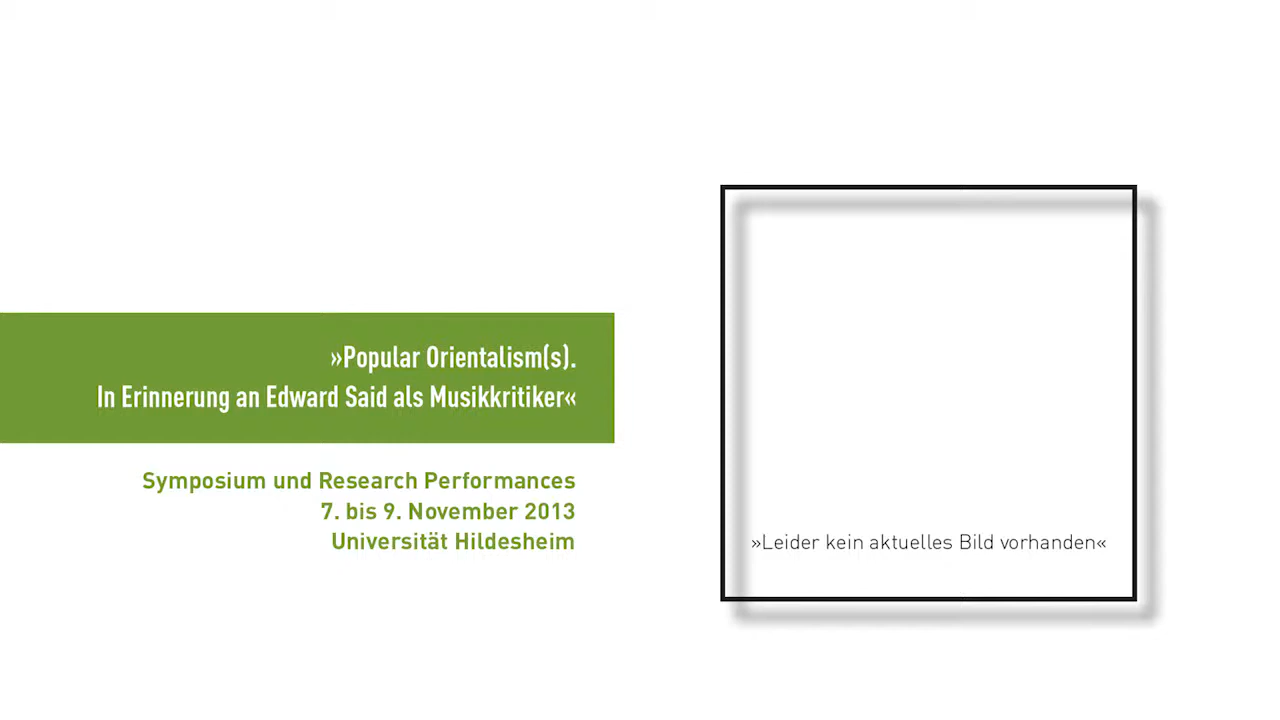 »Popular Orientalism(s).
In Erinnerung an Edward Said als Musikkritiker«
Symposium und Research Performances
7. bis 9. November 2013
Universität Hildesheim
»Leider kein aktuelles Bild vorhanden«